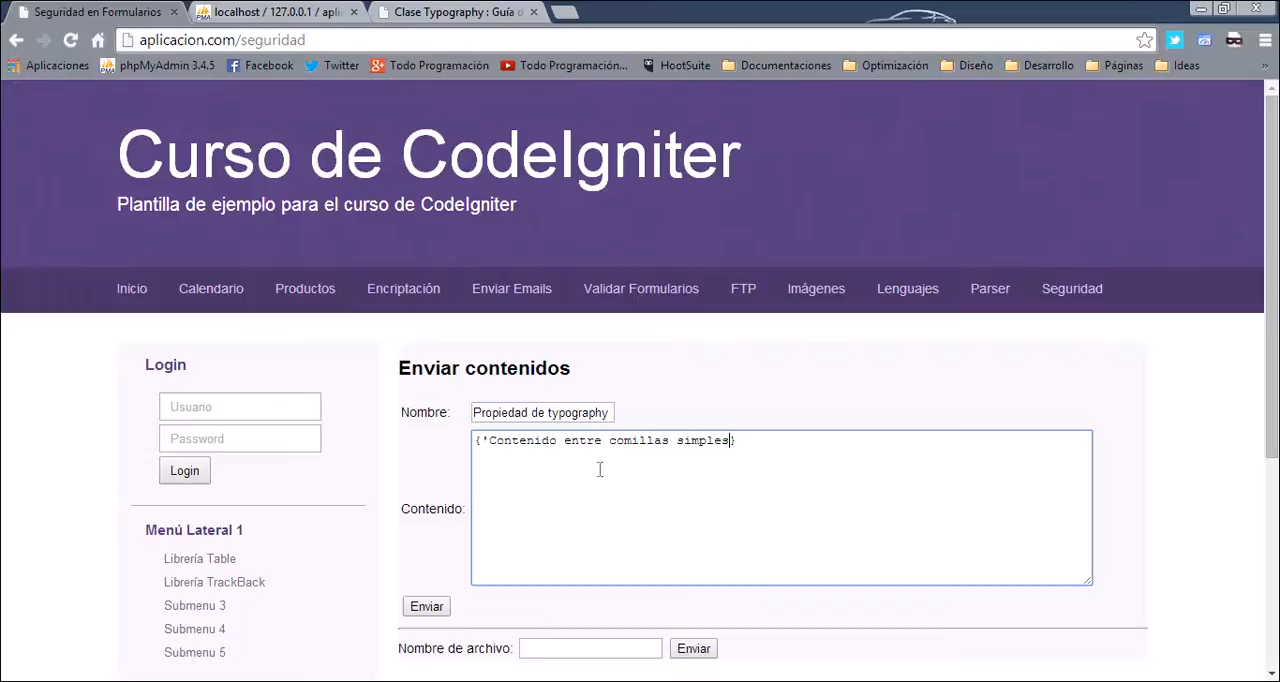 Seguridad en Formularios
localhost / 127.0.0.1 / apli
Clase Typography : Guía d
aplicacion.com/seguridad
Aplicaciones
phpMyAdmin 3.4.5
Facebook
Twitter
Todo Programación
Todo Programación...
HootSuite
Documentaciones
Optimización
Diseño
Desarrollo
Páginas
Ideas
»
Curso de CodeIgniter
Plantilla de ejemplo para el curso de CodeIgniter
Inicio
Calendario
Productos
Encriptación
Enviar Emails
Validar Formularios
FTP
Imágenes
Lenguajes
Parser
Seguridad
Login
Usuano
Password
Login
Menú Lateral 1
Librería Table
Librería TrackBack
Submenu 3
Submenu 4
Submenu 5
Enviar contenidos
Nombre: Propiedad de typography
Contenido: {'Contenido entre comillas simples}
Enviar
Nombre de archivo:
Enviar